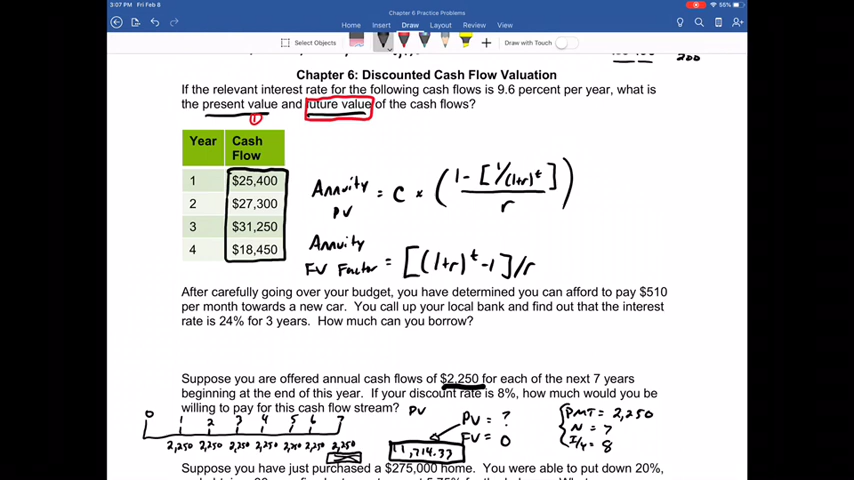 3:07 PM Fri Feb 8
55%
Chapter 6 Practice Problems
Home Insert Draw Layout Review View
Select Objects
Draw with Touch
200
Chapter 6: Discounted Cash Flow Valuation
If the relevant interest rate for the following cash flows is 9.6 percent per year, what is
the present value and future value of the cash flows?
1
Year Cash Flow
1 $25,400
2 $27,300
3 $31,250
4 $18,450
Annuity PV = C × (1 - [1/(1+r)^t] / r)
Annuity FV Factor = [(1+r)^t - 1]/r
After carefully going over your budget, you have determined you can afford to pay $510
per month towards a new car. You call up your local bank and find out that the interest
rate is 24% for 3 years. How much can you borrow?
Suppose you are offered annual cash flows of $2,250 for each of the next 7 years
beginning at the end of this year. If your discount rate is 8%, how much would you be
willing to pay for this cash flow stream? PV
0 1 2 3 4 5 6 7
2,250 2,250 2,250 2,250 2,250 2,250 2,250
PV = ?
FV = 0
11,714.33
PMT = 2,250
N = 7
I/Y = 8
Suppose you have just purchased a $275,000 home. You were able to put down 20%,